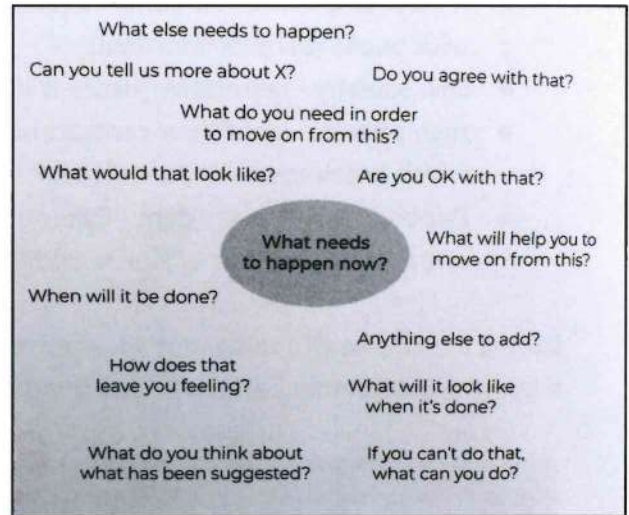 What else needs to happen?
Can you tell us more about X?
Do you agree with that?
What do you need in order
to move on from this?
What would that look like?
Are you OK with that?
What needs
to happen now?
What will help you to
move on from this?
When will it be done?
Anything else to add?
How does that
leave you feeling?
What will it look like
when it's done?
What do you think about
what has been suggested?
If you can't do that,
what can you do?